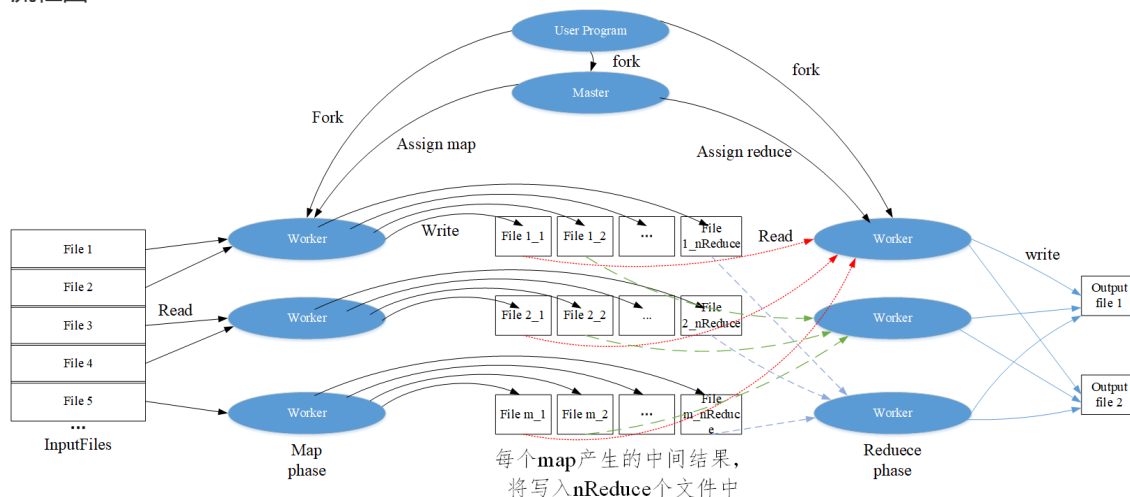 User Program
fork
fork
Master
Fork
Assign map
Assign reduce
File 1
File 2
File 3
File 4
File 5
...
InputFiles
Read
Worker
Worker
Worker
Map
phase
Write
File 1_1
File 1_2
...
File
1_nReduce
File 2_1
File 2_2
...
File
2_nReduce
File m_1
File m_2
...
File
m_nReduc
e
每个map产生的中间结果，
将写入nReduce个文件中
Read
Worker
Worker
Worker
Reduece
phase
write
Output
file 1
Output
file 2